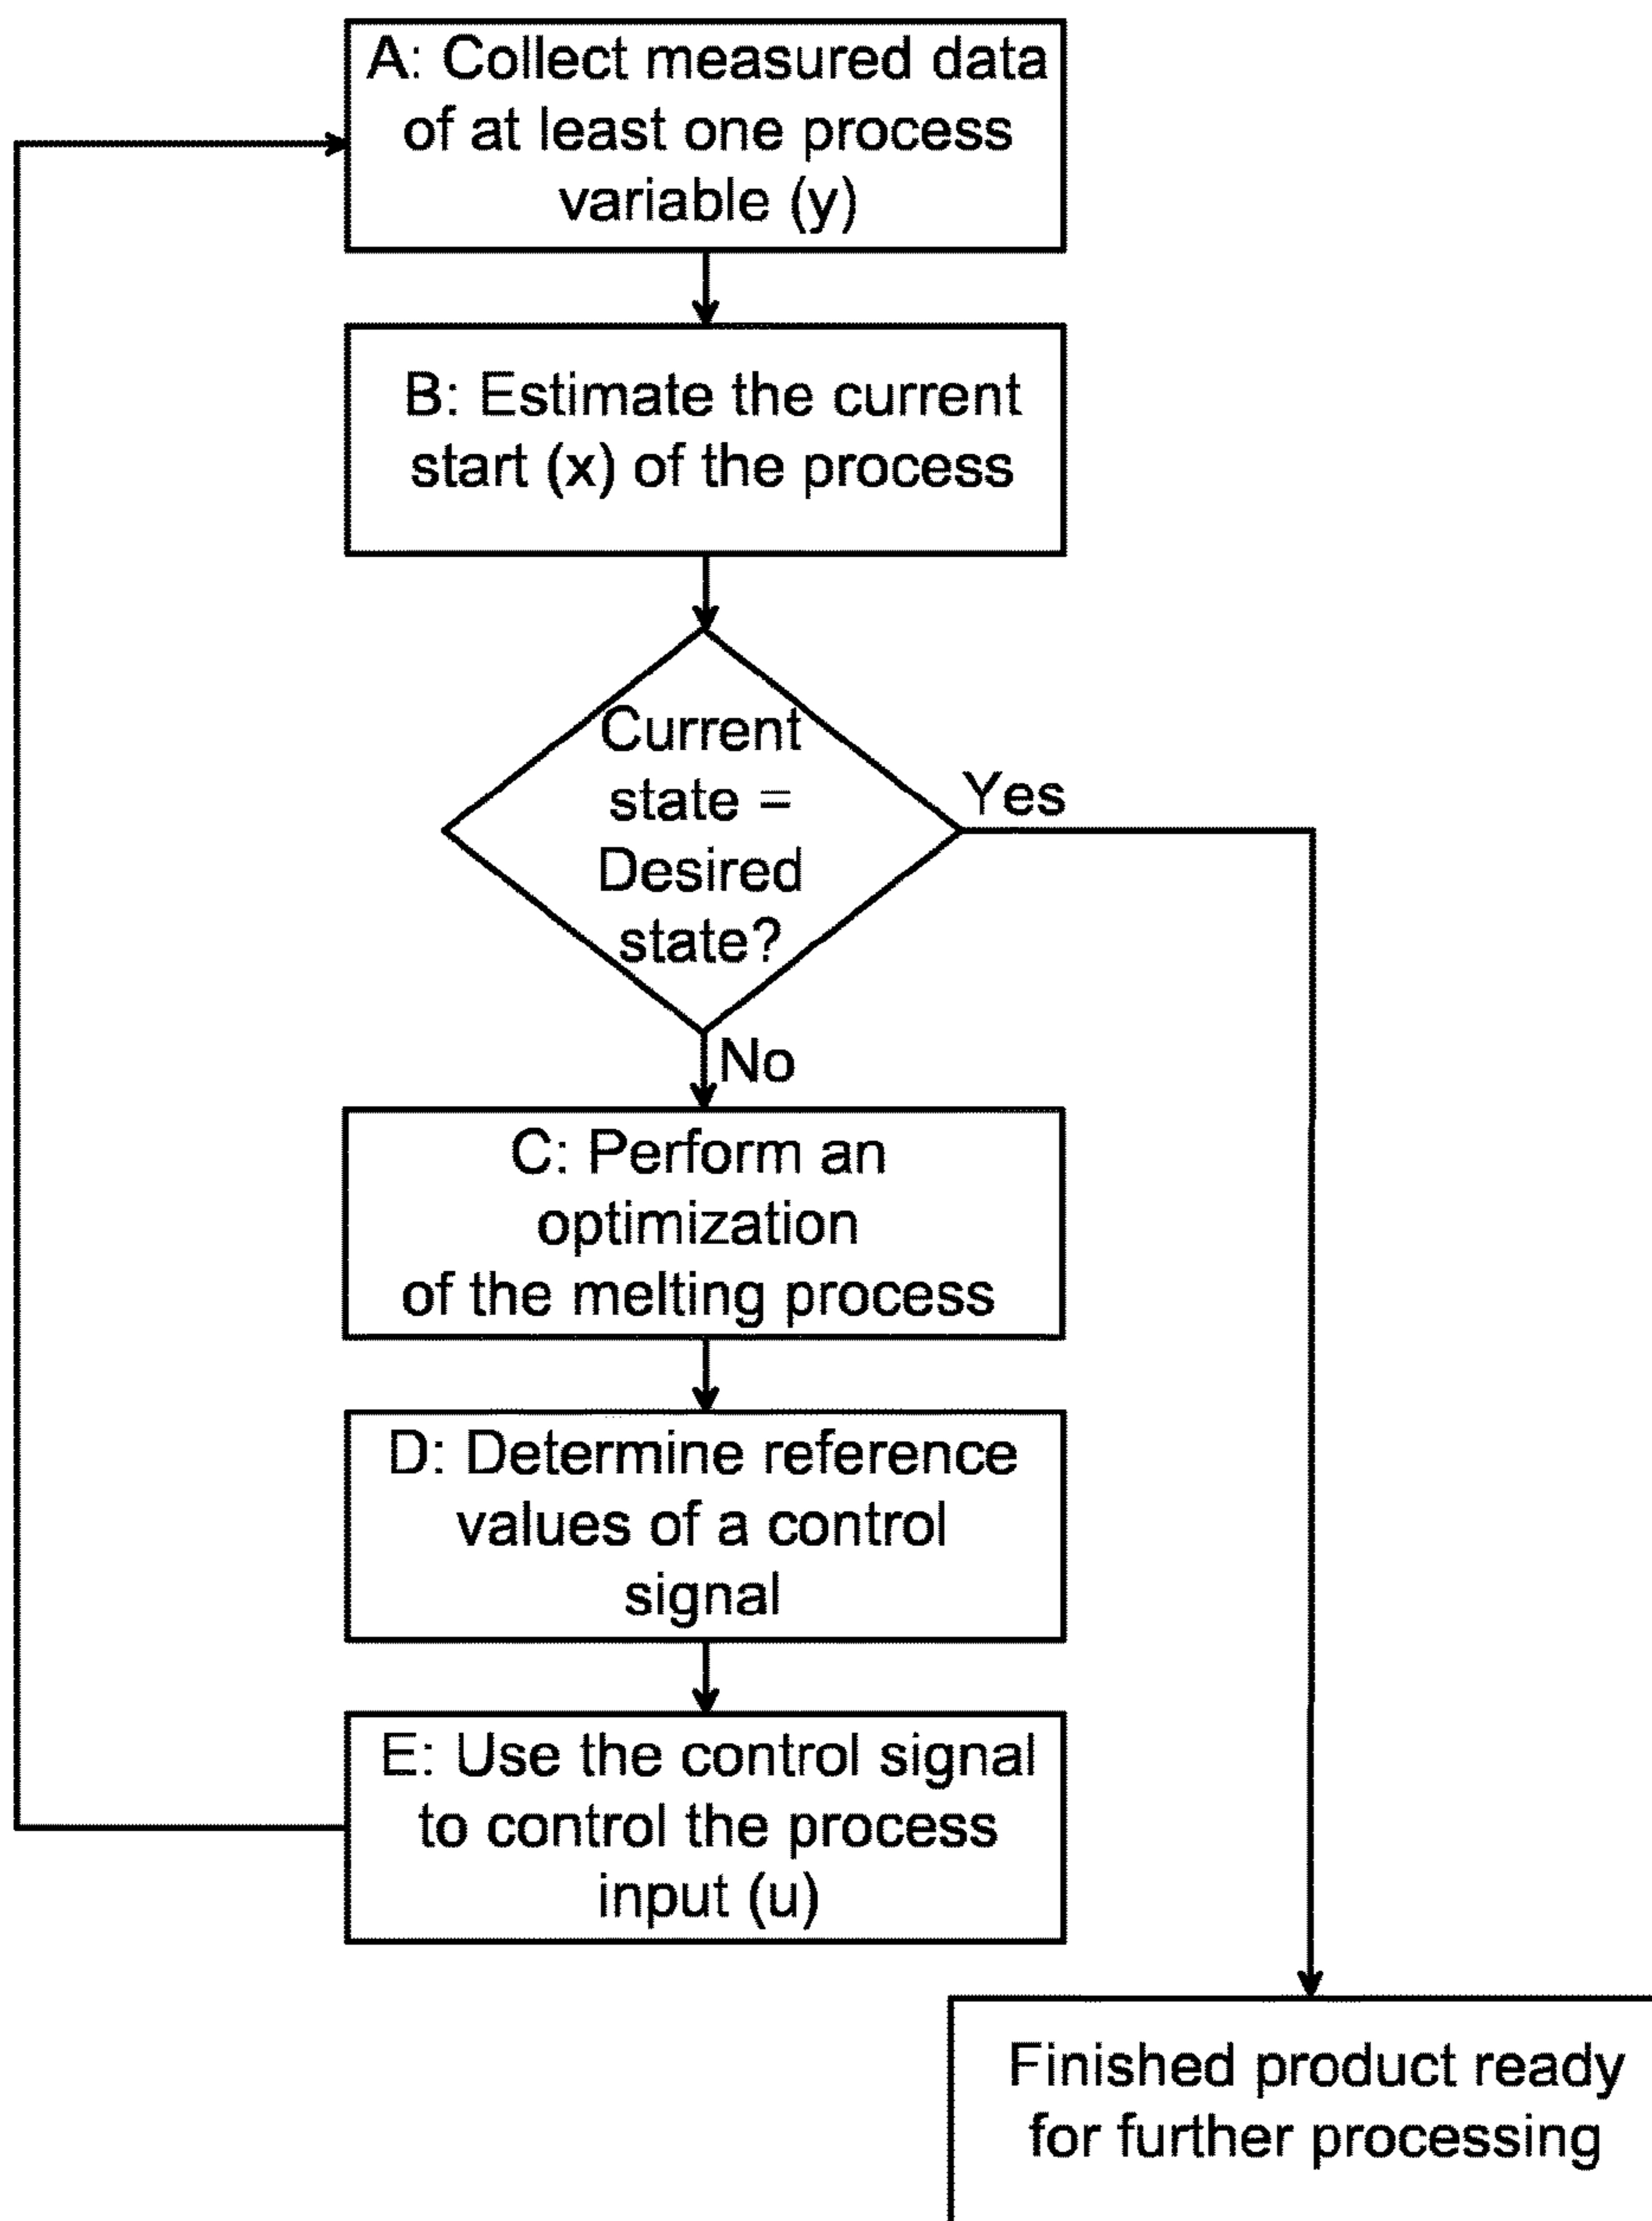 A: Collect measured data
of at least one process
variable (y)
B: Estimate the current
start (x) of the process
Current
state =
Desired
state?
Yes
No
C: Perform an
optimization
of the melting process
D: Determine reference
values of a control
signal
E: Use the control signal
to control the process
input (u)
Finished product ready
for further processing